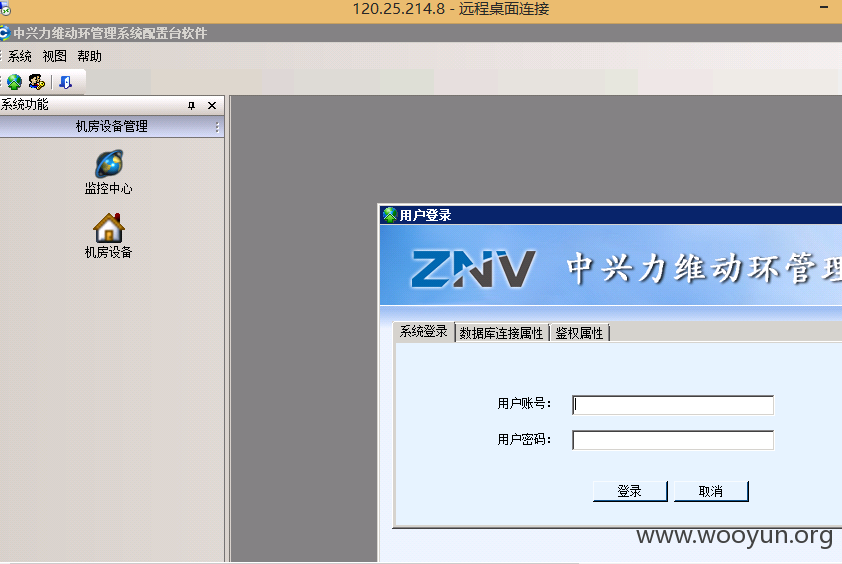 120.25.214.8 - 远程桌面连接
中兴力维动环管理系统配置台软件
系统 视图 帮助
系统功能
机房设备管理
监控中心
机房设备
用户登录
ZNV 中兴力维动环管理
系统登录 数据库连接属性 鉴权属性
用户账号：
用户密码：
登录 取消
www.wooyun.org